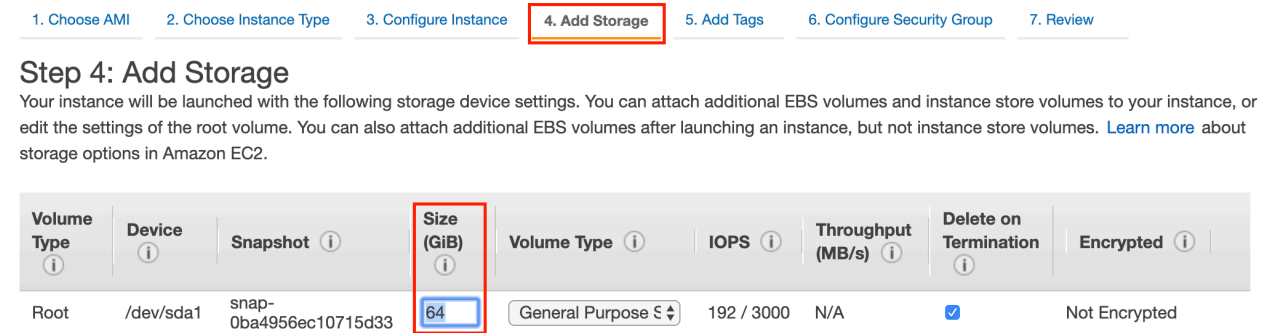 1. Choose AMI 2. Choose Instance Type 3. Configure Instance 4. Add Storage 5. Add Tags 6. Configure Security Group 7. Review
Step 4: Add Storage
Your instance will be launched with the following storage device settings. You can attach additional EBS volumes and instance store volumes to your instance, or
edit the settings of the root volume. You can also attach additional EBS volumes after launching an instance, but not instance store volumes. Learn more about
storage options in Amazon EC2.
Volume
Type
Device
Snapshot
Size
(GiB)
Volume Type
IOPS
Throughput
(MB/s)
Delete on
Termination
Encrypted
Root
/dev/sda1
snap-
0ba4956ec10715d33
64
General Purpose S
192 / 3000
N/A
Not Encrypted